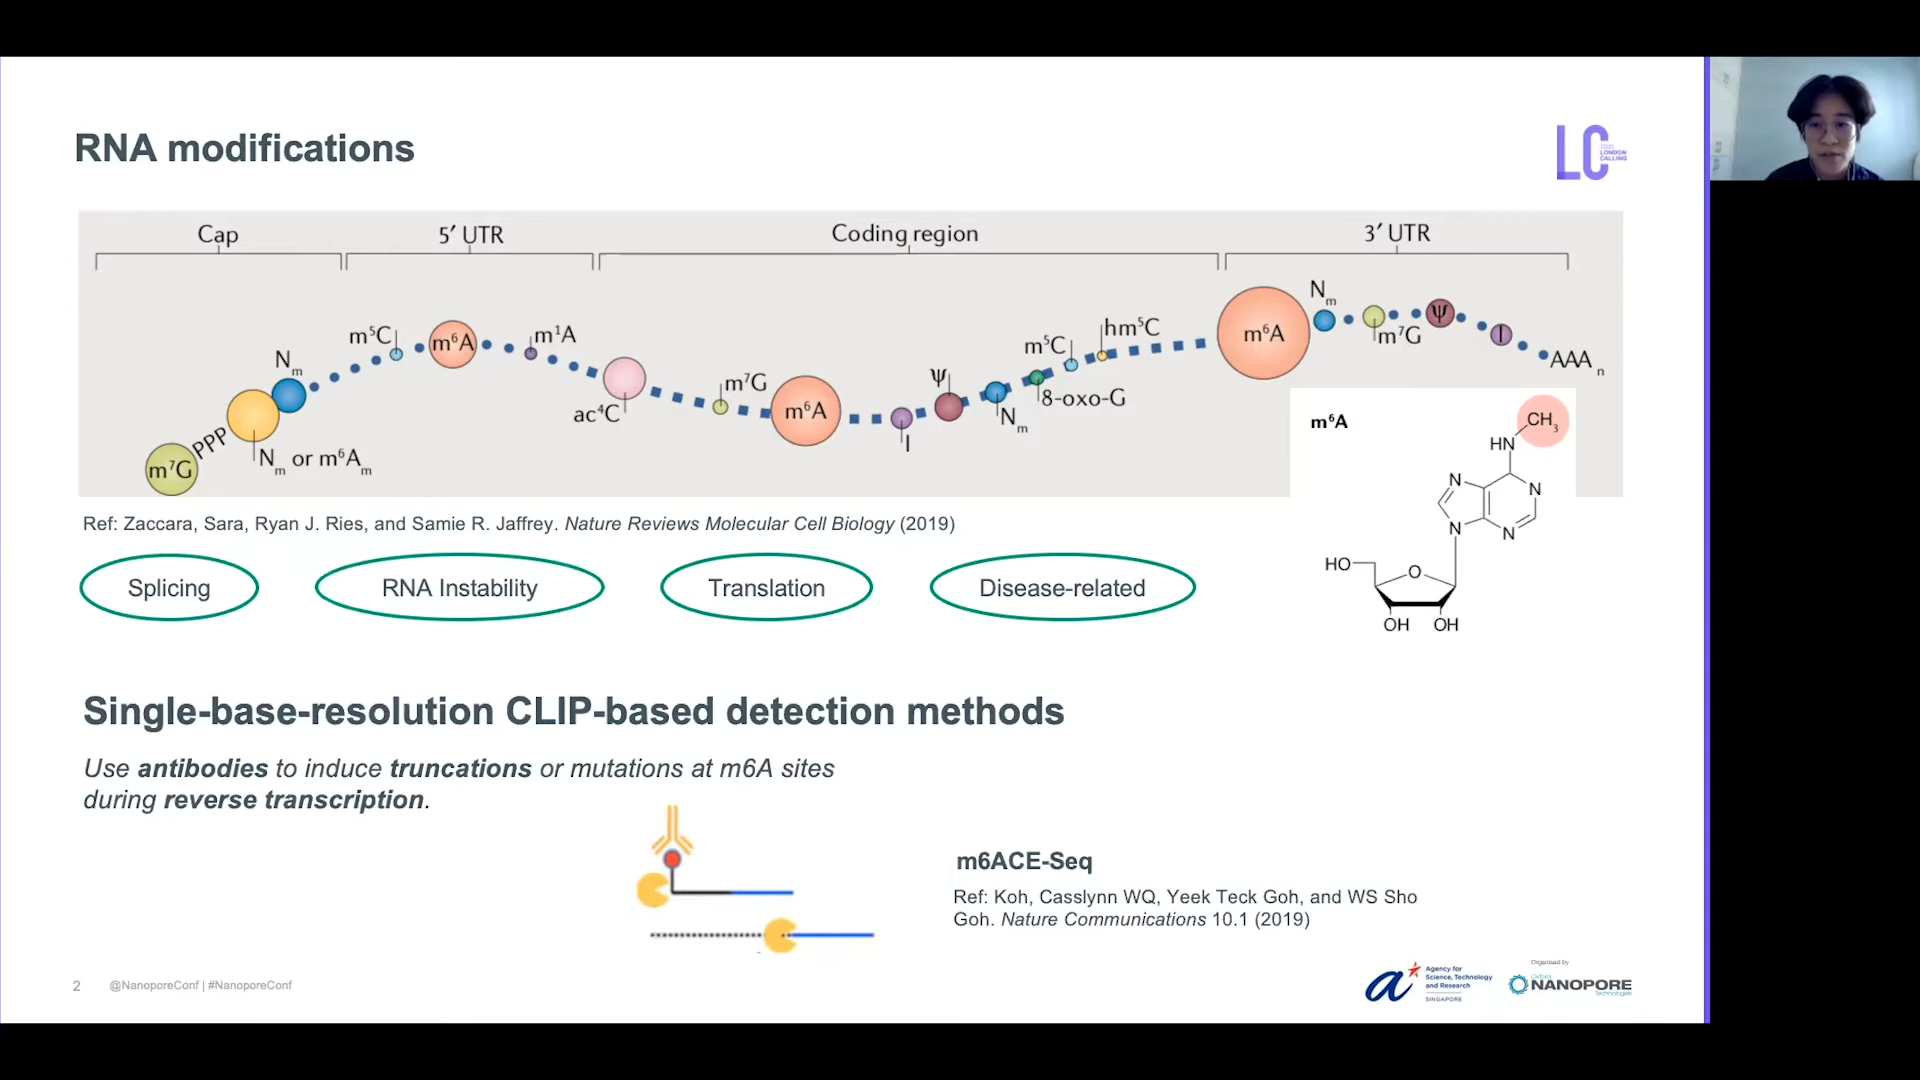 RNA modifications
LC
2020
LONDON
CALLING
Cap
5′ UTR
Coding region
3′ UTR
m⁷G
PPP
Nₘ or m⁶Aₘ
Nₘ
m⁵C
m⁶A
m¹A
ac⁴C
m⁷G
m⁶A
I
Ψ
Nₘ
8-oxo-G
m⁵C
hm⁵C
m⁶A
Nₘ
m⁷G
Ψ
I
AAAₙ
m⁶A
CH₃
HN
N
N
N
N
HO
O
OH OH
Ref: Zaccara, Sara, Ryan J. Ries, and Samie R. Jaffrey. Nature Reviews Molecular Cell Biology (2019)
Splicing
RNA Instability
Translation
Disease-related
Single-base-resolution CLIP-based detection methods
Use antibodies to induce truncations or mutations at m6A sites
during reverse transcription.
m6ACE-Seq
Ref: Koh, Casslynn WQ, Yeek Teck Goh, and WS Sho
Goh. Nature Communications 10.1 (2019)
2 @NanoporeConf | #NanoporeConf
a
Agency for
Science, Technology
and Research
SINGAPORE
Organised by
Oxford
NANOPORE
Technologies